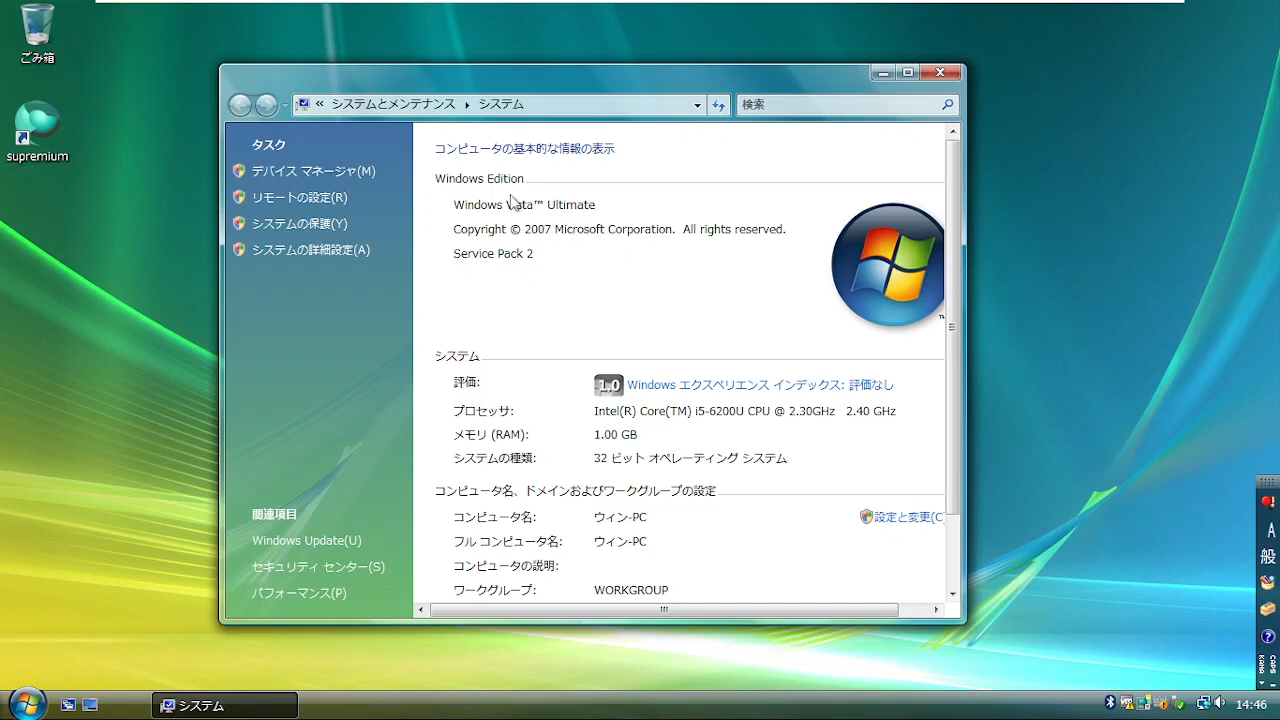 ごみ箱
supremium
« システムとメンテナンス ▸ システム
検索
タスク
デバイス マネージャ(M)
リモートの設定(R)
システムの保護(Y)
システムの詳細設定(A)
関連項目
Windows Update(U)
セキュリティ センター(S)
パフォーマンス(P)
コンピュータの基本的な情報の表示
Windows Edition
Windows Vista™ Ultimate
Copyright © 2007 Microsoft Corporation. All rights reserved.
Service Pack 2
システム
評価: 1.0 Windows エクスペリエンス インデックス: 評価なし
プロセッサ: Intel(R) Core(TM) i5-6200U CPU @ 2.30GHz 2.40 GHz
メモリ (RAM): 1.00 GB
システムの種類: 32 ビット オペレーティング システム
コンピュータ名、ドメインおよびワークグループの設定
コンピュータ名: ウィン-PC 設定と変更(C
フル コンピュータ名: ウィン-PC
コンピュータの説明:
ワークグループ: WORKGROUP
A
般
CAPS
KANA
システム
14:46